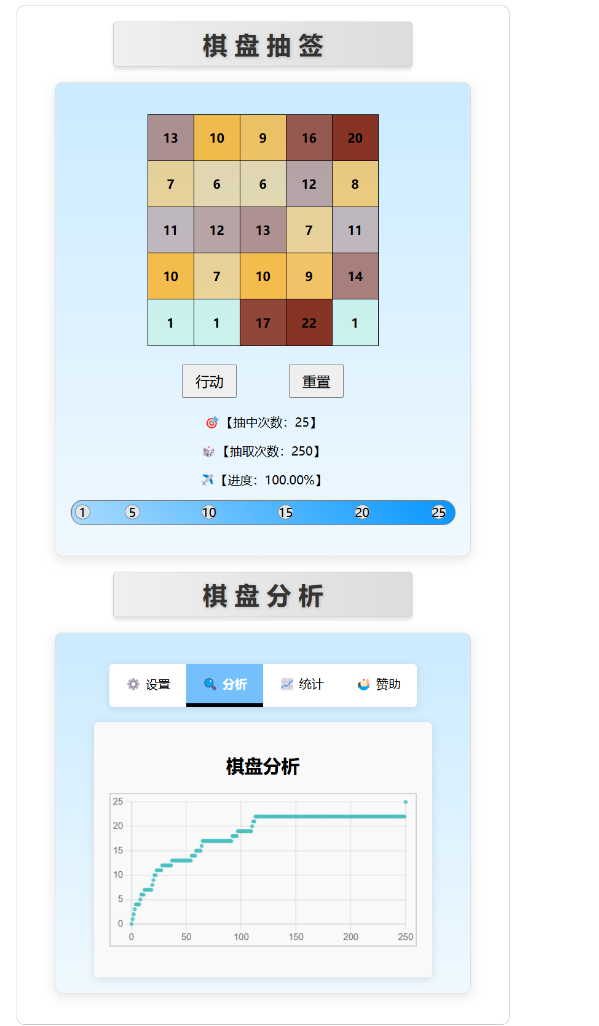 棋盘抽签
13 10 9 16 20
7 6 6 12 8
11 12 13 7 11
10 7 10 9 14
1 1 17 22 1
行动 重置
🎯【抽中次数：25】
🎲【抽取次数：250】
✈️【进度：100.00%】
1 5 10 15 20 25
棋盘分析
⚙️ 设置 🔍 分析 📈 统计 赞助
棋盘分析
25
20
15
10
5
0
0 50 100 150 200 250